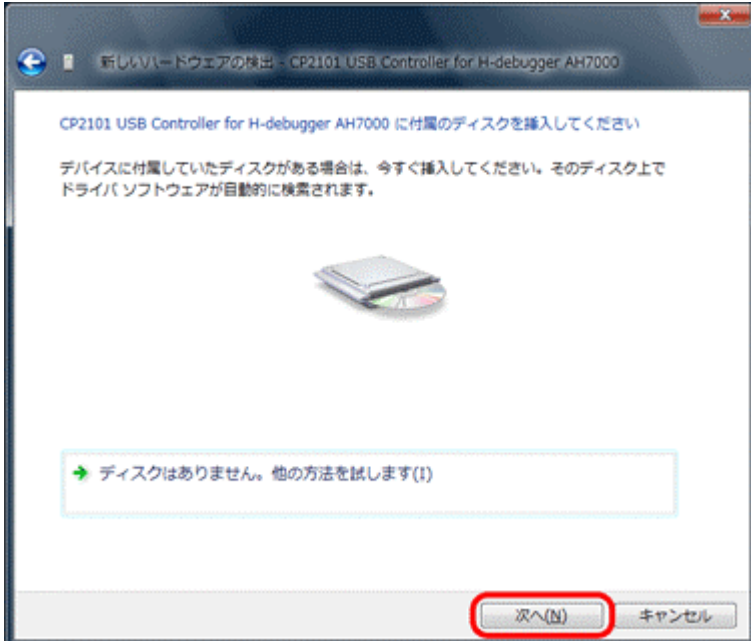 新しいハードウェアの検出 - CP2101 USB Controller for H-debugger AH7000
CP2101 USB Controller for H-debugger AH7000 に付属のディスクを挿入してください
デバイスに付属していたディスクがある場合は、今すぐ挿入してください。そのディスク上で
ドライバ ソフトウェアが自動的に検索されます。
ディスクはありません。他の方法を試します(I)
次へ(N)
キャンセル